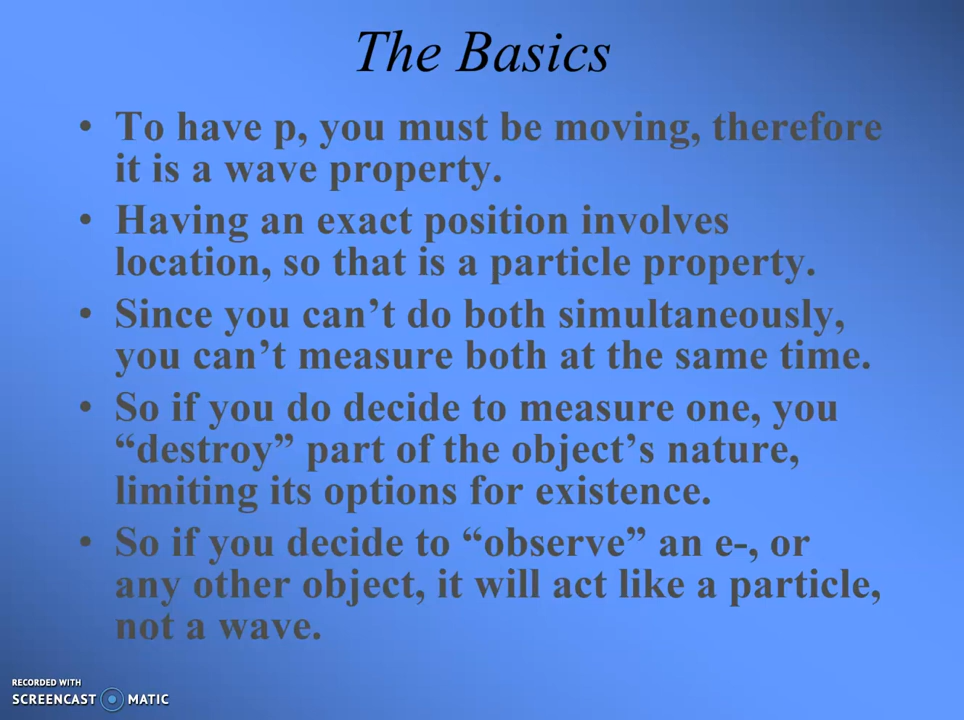 The Basics
• To have p, you must be moving, therefore
it is a wave property.
• Having an exact position involves
location, so that is a particle property.
• Since you can’t do both simultaneously,
you can’t measure both at the same time.
• So if you do decide to measure one, you
“destroy” part of the object’s nature,
limiting its options for existence.
• So if you decide to “observe” an e-, or
any other object, it will act like a particle,
not a wave.
RECORDED WITH
SCREENCAST MATIC